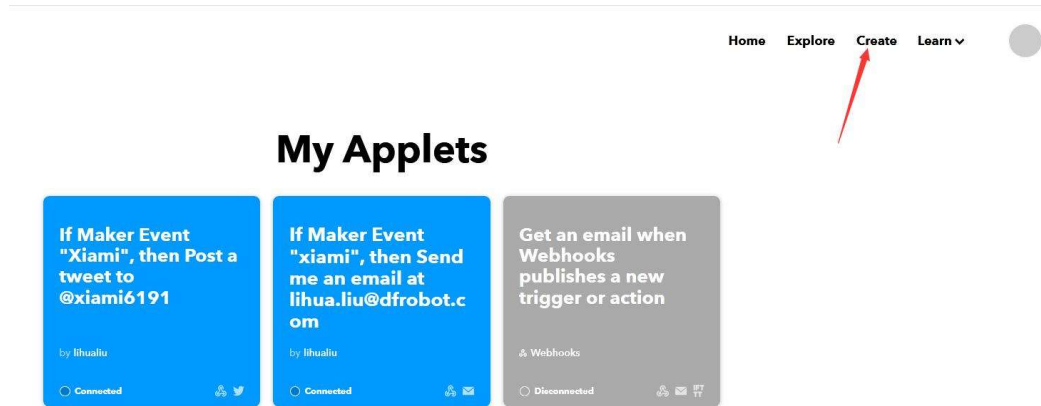 Home Explore Create Learn
My Applets
If Maker Event
"Xiami", then Post a
tweet to
@xiami6191
by lihualiu
Connected
If Maker Event
"xiami", then Send
me an email at
lihua.liu@dfrobot.c
om
by lihualiu
Connected
Get an email when
Webhooks
publishes a new
trigger or action
Webhooks
Disconnected
IFT
TT